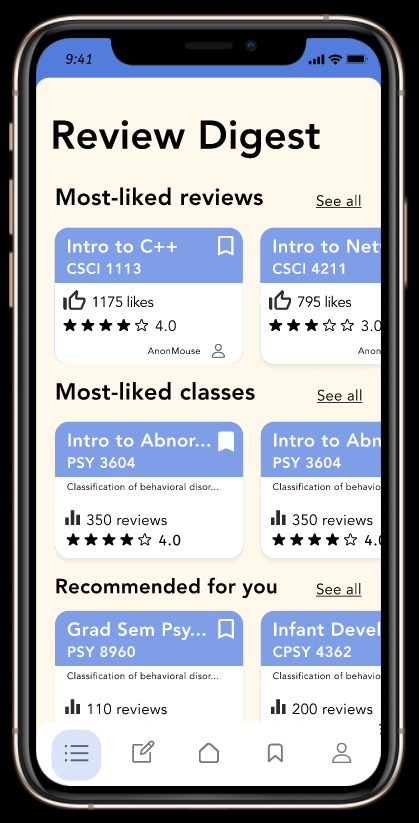 9:41
Review Digest
Most-liked reviews
See all
Intro to C++
CSCI 1113
1175 likes
4.0
AnonMouse
Intro to Net
CSCI 4211
795 likes
3.0
Anon
Most-liked classes
See all
Intro to Abnor...
PSY 3604
Classification of behavioral disor...
350 reviews
4.0
Intro to Abn
PSY 3604
Classification of behavio
350 reviews
4.0
Recommended for you
See all
Grad Sem Psy...
PSY 8960
Classification of behavioral disor...
110 reviews
Infant Devel
CPSY 4362
Classification of behavio
200 reviews